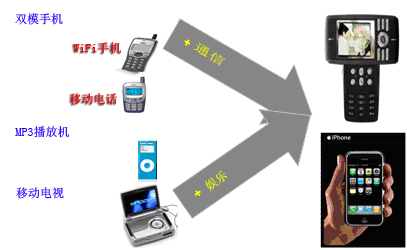 双模手机
WiFi手机
+ 通信
移动电话
MP3播放机
iPhone
+ 娱乐
移动电视